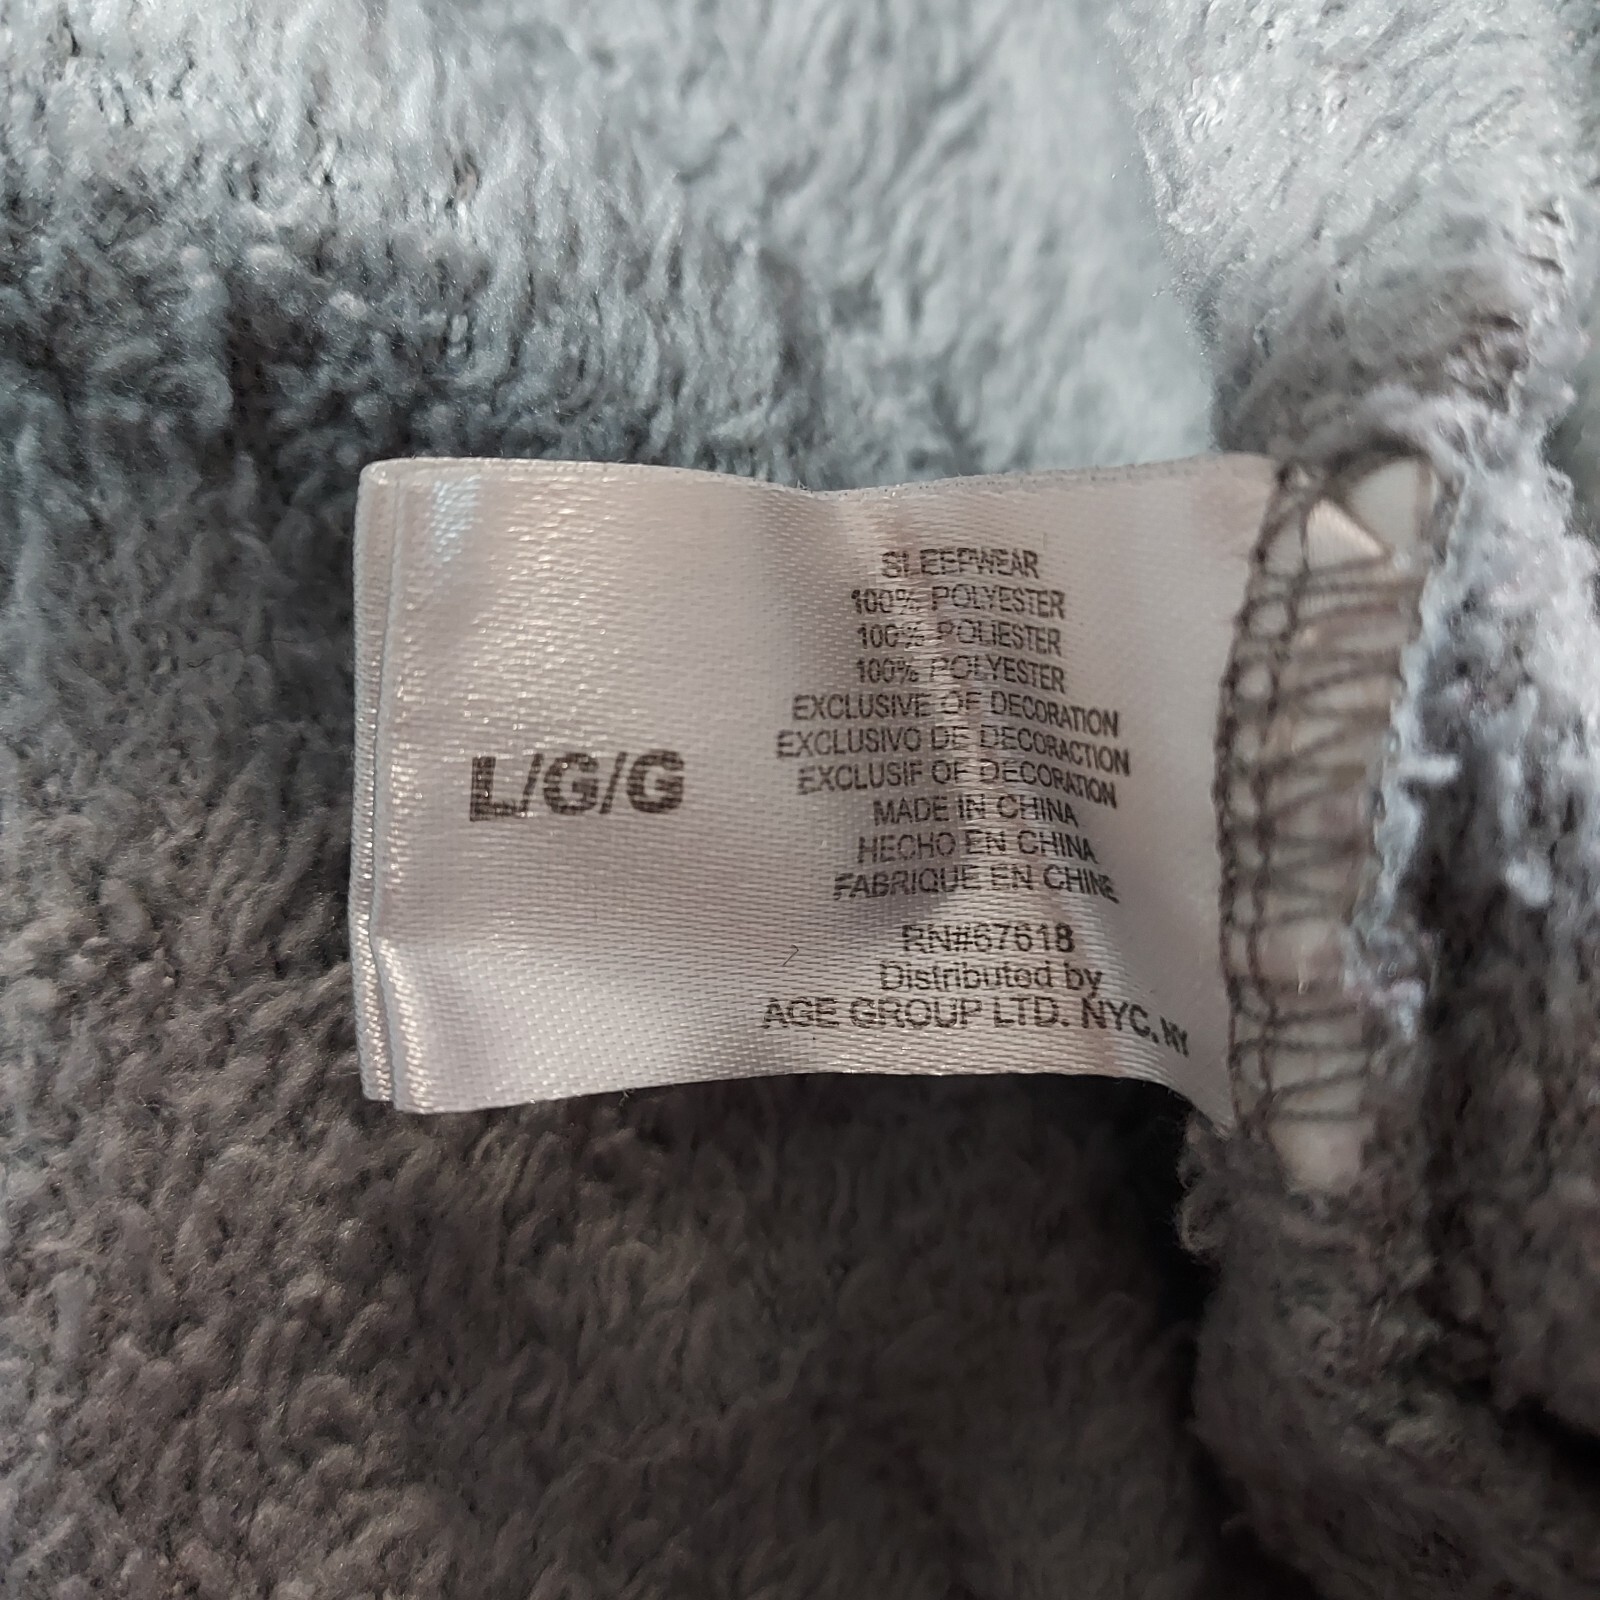 L/G/G
SLEEPWEAR
100% POLYESTER
100% POLIESTER
100% POLYESTER
EXCLUSIVE OF DECORATION
EXCLUSIVO DE DECORACTION
EXCLUSIF OF DECORATION
MADE IN CHINA
HECHO EN CHINA
FABRIQUE EN CHINE
RN#67618
Distributed by
AGE GROUP LTD. NYC, NY